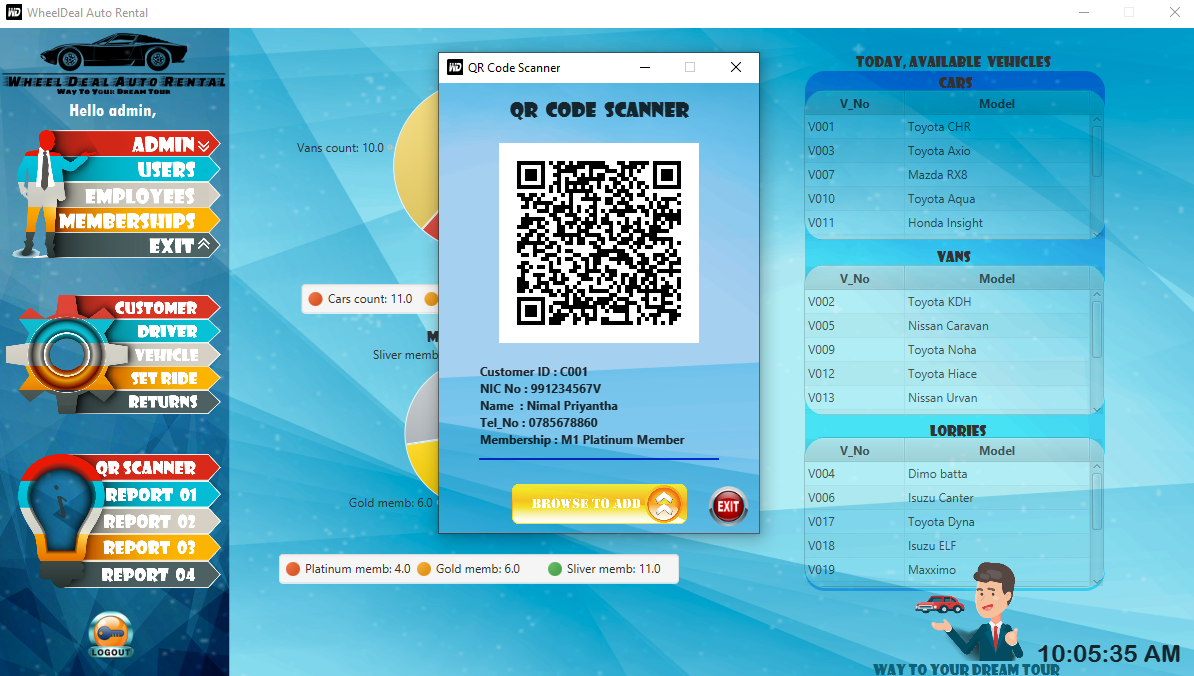 WheelDeal Auto Rental
WHEEL DEAL AUTO RENTAL
WAY TO YOUR DREAM TOUR
Hello admin,
ADMIN
USERS
EMPLOYEES
MEMBERSHIPS
EXIT
CUSTOMER
DRIVER
VEHICLE
SET RIDE
RETURNS
QR SCANNER
REPORT 01
REPORT 02
REPORT 03
REPORT 04
LOGOUT
Vans count: 10.0
Cars count: 11.0
M
Sliver memb
Gold memb: 6.0
Platinum memb: 4.0
Gold memb: 6.0
Sliver memb: 11.0
QR Code Scanner
QR CODE SCANNER
Customer ID : C001
NIC No : 991234567V
Name : Nimal Priyantha
Tel_No : 0785678860
Membership : M1 Platinum Member
BROWSE TO ADD
EXIT
TODAY, AVAILABLE VEHICLES
CARS
V_No Model
V001 Toyota CHR
V003 Toyota Axio
V007 Mazda RX8
V010 Toyota Aqua
V011 Honda Insight
VANS
V_No Model
V002 Toyota KDH
V005 Nissan Caravan
V009 Toyota Noha
V012 Toyota Hiace
V013 Nissan Urvan
LORRIES
V_No Model
V004 Dimo batta
V006 Isuzu Canter
V017 Toyota Dyna
V018 Isuzu ELF
V019 Maxximo
10:05:35 AM
WAY TO YOUR DREAM TOUR